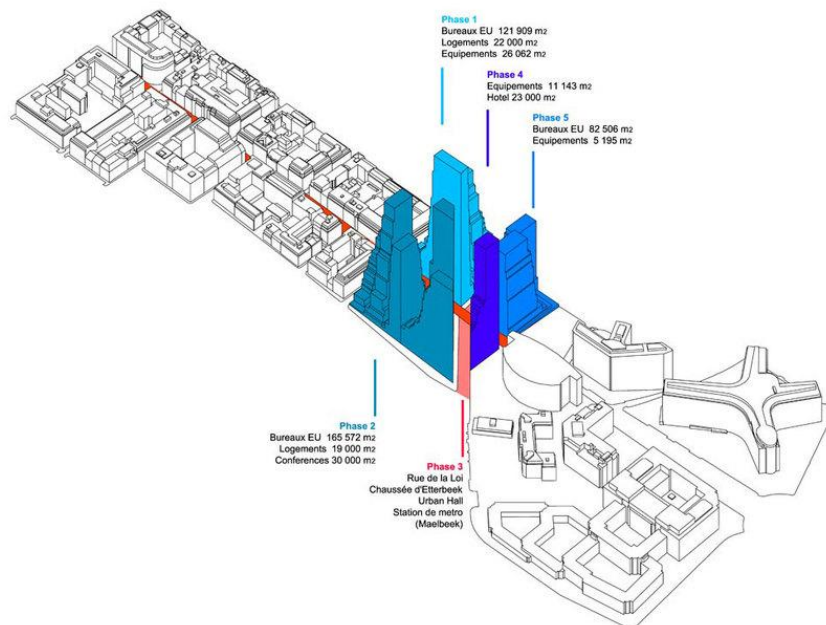 Phase 1
Bureaux EU 121 909 m2
Logements 22 000 m2
Equipements 26 062 m2
Phase 4
Equipements 11 143 m2
Hotel 23 000 m2
Phase 5
Bureaux EU 82 506 m2
Equipements 5 195 m2
Phase 2
Bureaux EU 165 572 m2
Logements 19 000 m2
Conferences 30 000 m2
Phase 3
Rue de la Loi
Chaussée d'Etterbeek
Urban Hall
Station de metro
(Maelbeek)